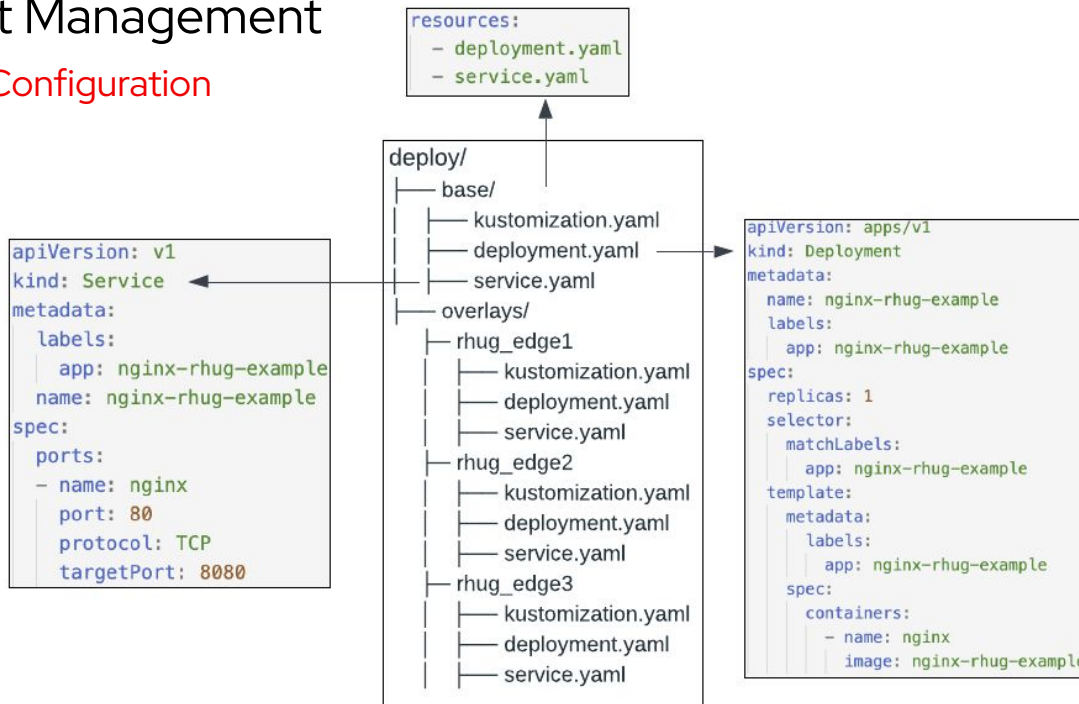 t Management
Configuration
resources:
- deployment.yaml
- service.yaml
deploy/
base/
kustomization.yaml
deployment.yaml
service.yaml
overlays/
rhug_edge1
kustomization.yaml
deployment.yaml
service.yaml
rhug_edge2
kustomization.yaml
deployment.yaml
service.yaml
rhug_edge3
kustomization.yaml
deployment.yaml
service.yaml
apiVersion: v1
kind: Service
metadata:
labels:
app: nginx-rhug-example
name: nginx-rhug-example
spec:
ports:
- name: nginx
port: 80
protocol: TCP
targetPort: 8080
apiVersion: apps/v1
kind: Deployment
metadata:
name: nginx-rhug-example
labels:
app: nginx-rhug-example
spec:
replicas: 1
selector:
matchLabels:
app: nginx-rhug-example
template:
metadata:
labels:
app: nginx-rhug-example
spec:
containers:
- name: nginx
image: nginx-rhug-example